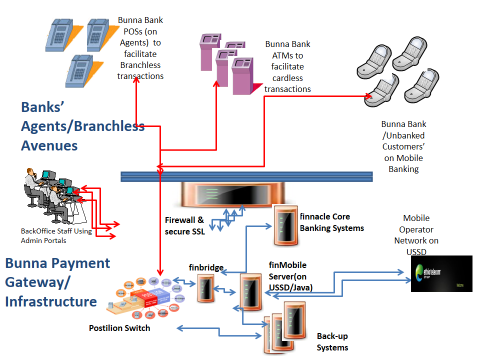 Bunna Bank
POSs (on
Agents) to
facilitate
Branchless
transactions
Bunna Bank
ATMs to
facilitate
cardless
transactions
Banks’
Agents/Branchless
Avenues
Bunna Bank
/Unbanked
Customers’
on Mobile
Banking
BackOffice Staff Using
Admin Portals
Firewall &
secure SSL
finnacle Core
Banking Systems
Mobile
Operator
Network on
USSD
Bunna Payment
Gateway/
Infrastructure
finbridge
finMobile
Server(on
USSD/Java)
Postilion Switch
Back-up
Systems